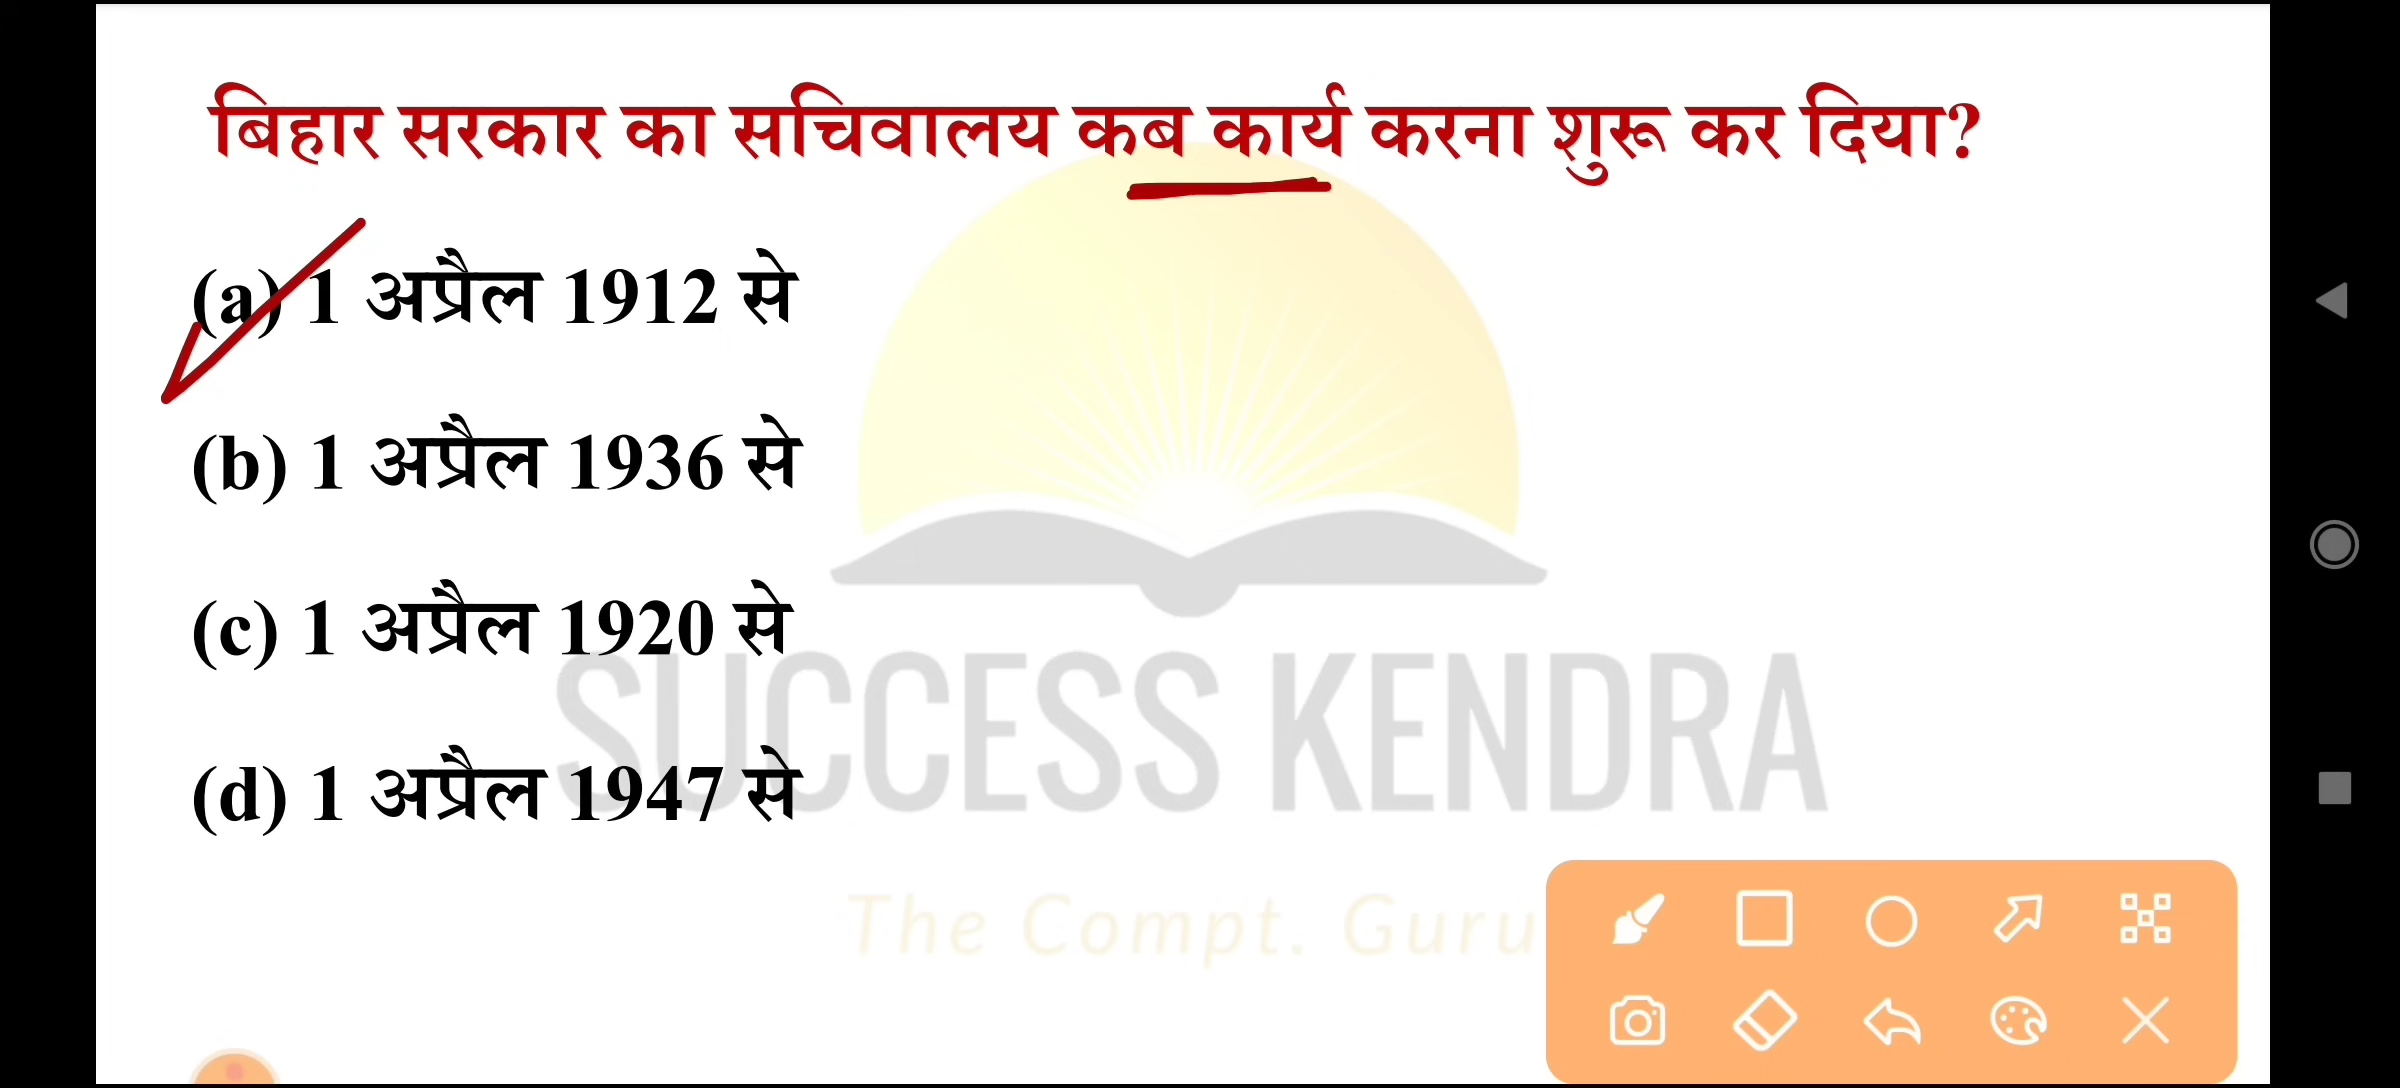 बिहार सरकार का सचिवालय कब कार्य करना शुरू कर दिया?
(a) 1 अप्रैल 1912 से
(b) 1 अप्रैल 1936 से
(c) 1 अप्रैल 1920 से
(d) 1 अप्रैल 1947 से
SUCCESS KENDRA
The Compt. Guru